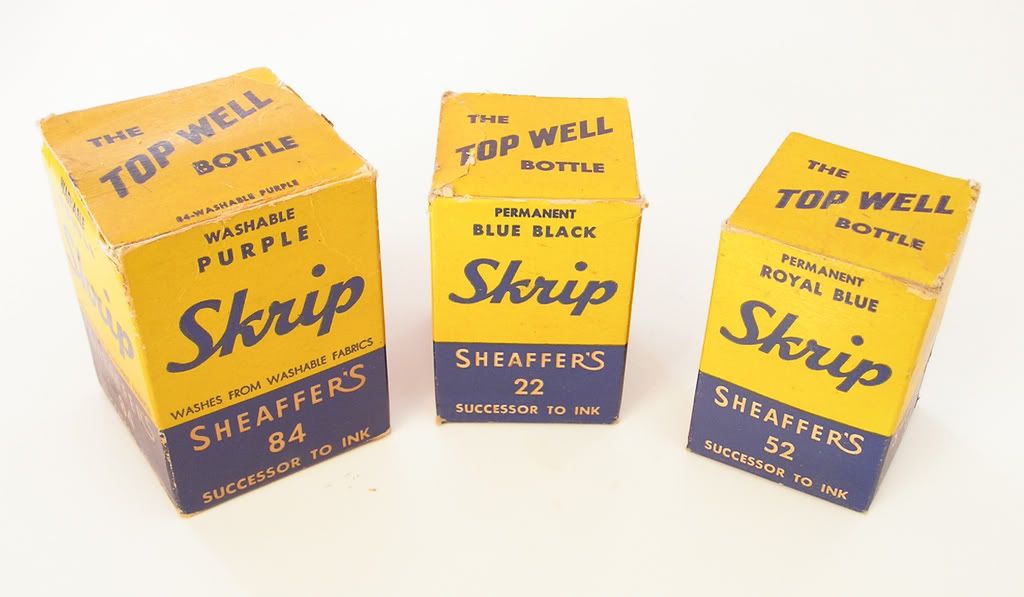 THE
TOP WELL
BOTTLE
84-WASHABLE PURPLE
WASHABLE
PURPLE
Skrip
WASHES FROM WASHABLE FABRICS
SHEAFFER'S
84
SUCCESSOR TO INK
THE
TOP WELL
BOTTLE
PERMANENT
BLUE BLACK
Skrip
SHEAFFER'S
22
SUCCESSOR TO INK
THE
TOP WELL
BOTTLE
PERMANENT
ROYAL BLUE
Skrip
SHEAFFER'S
52
SUCCESSOR TO INK